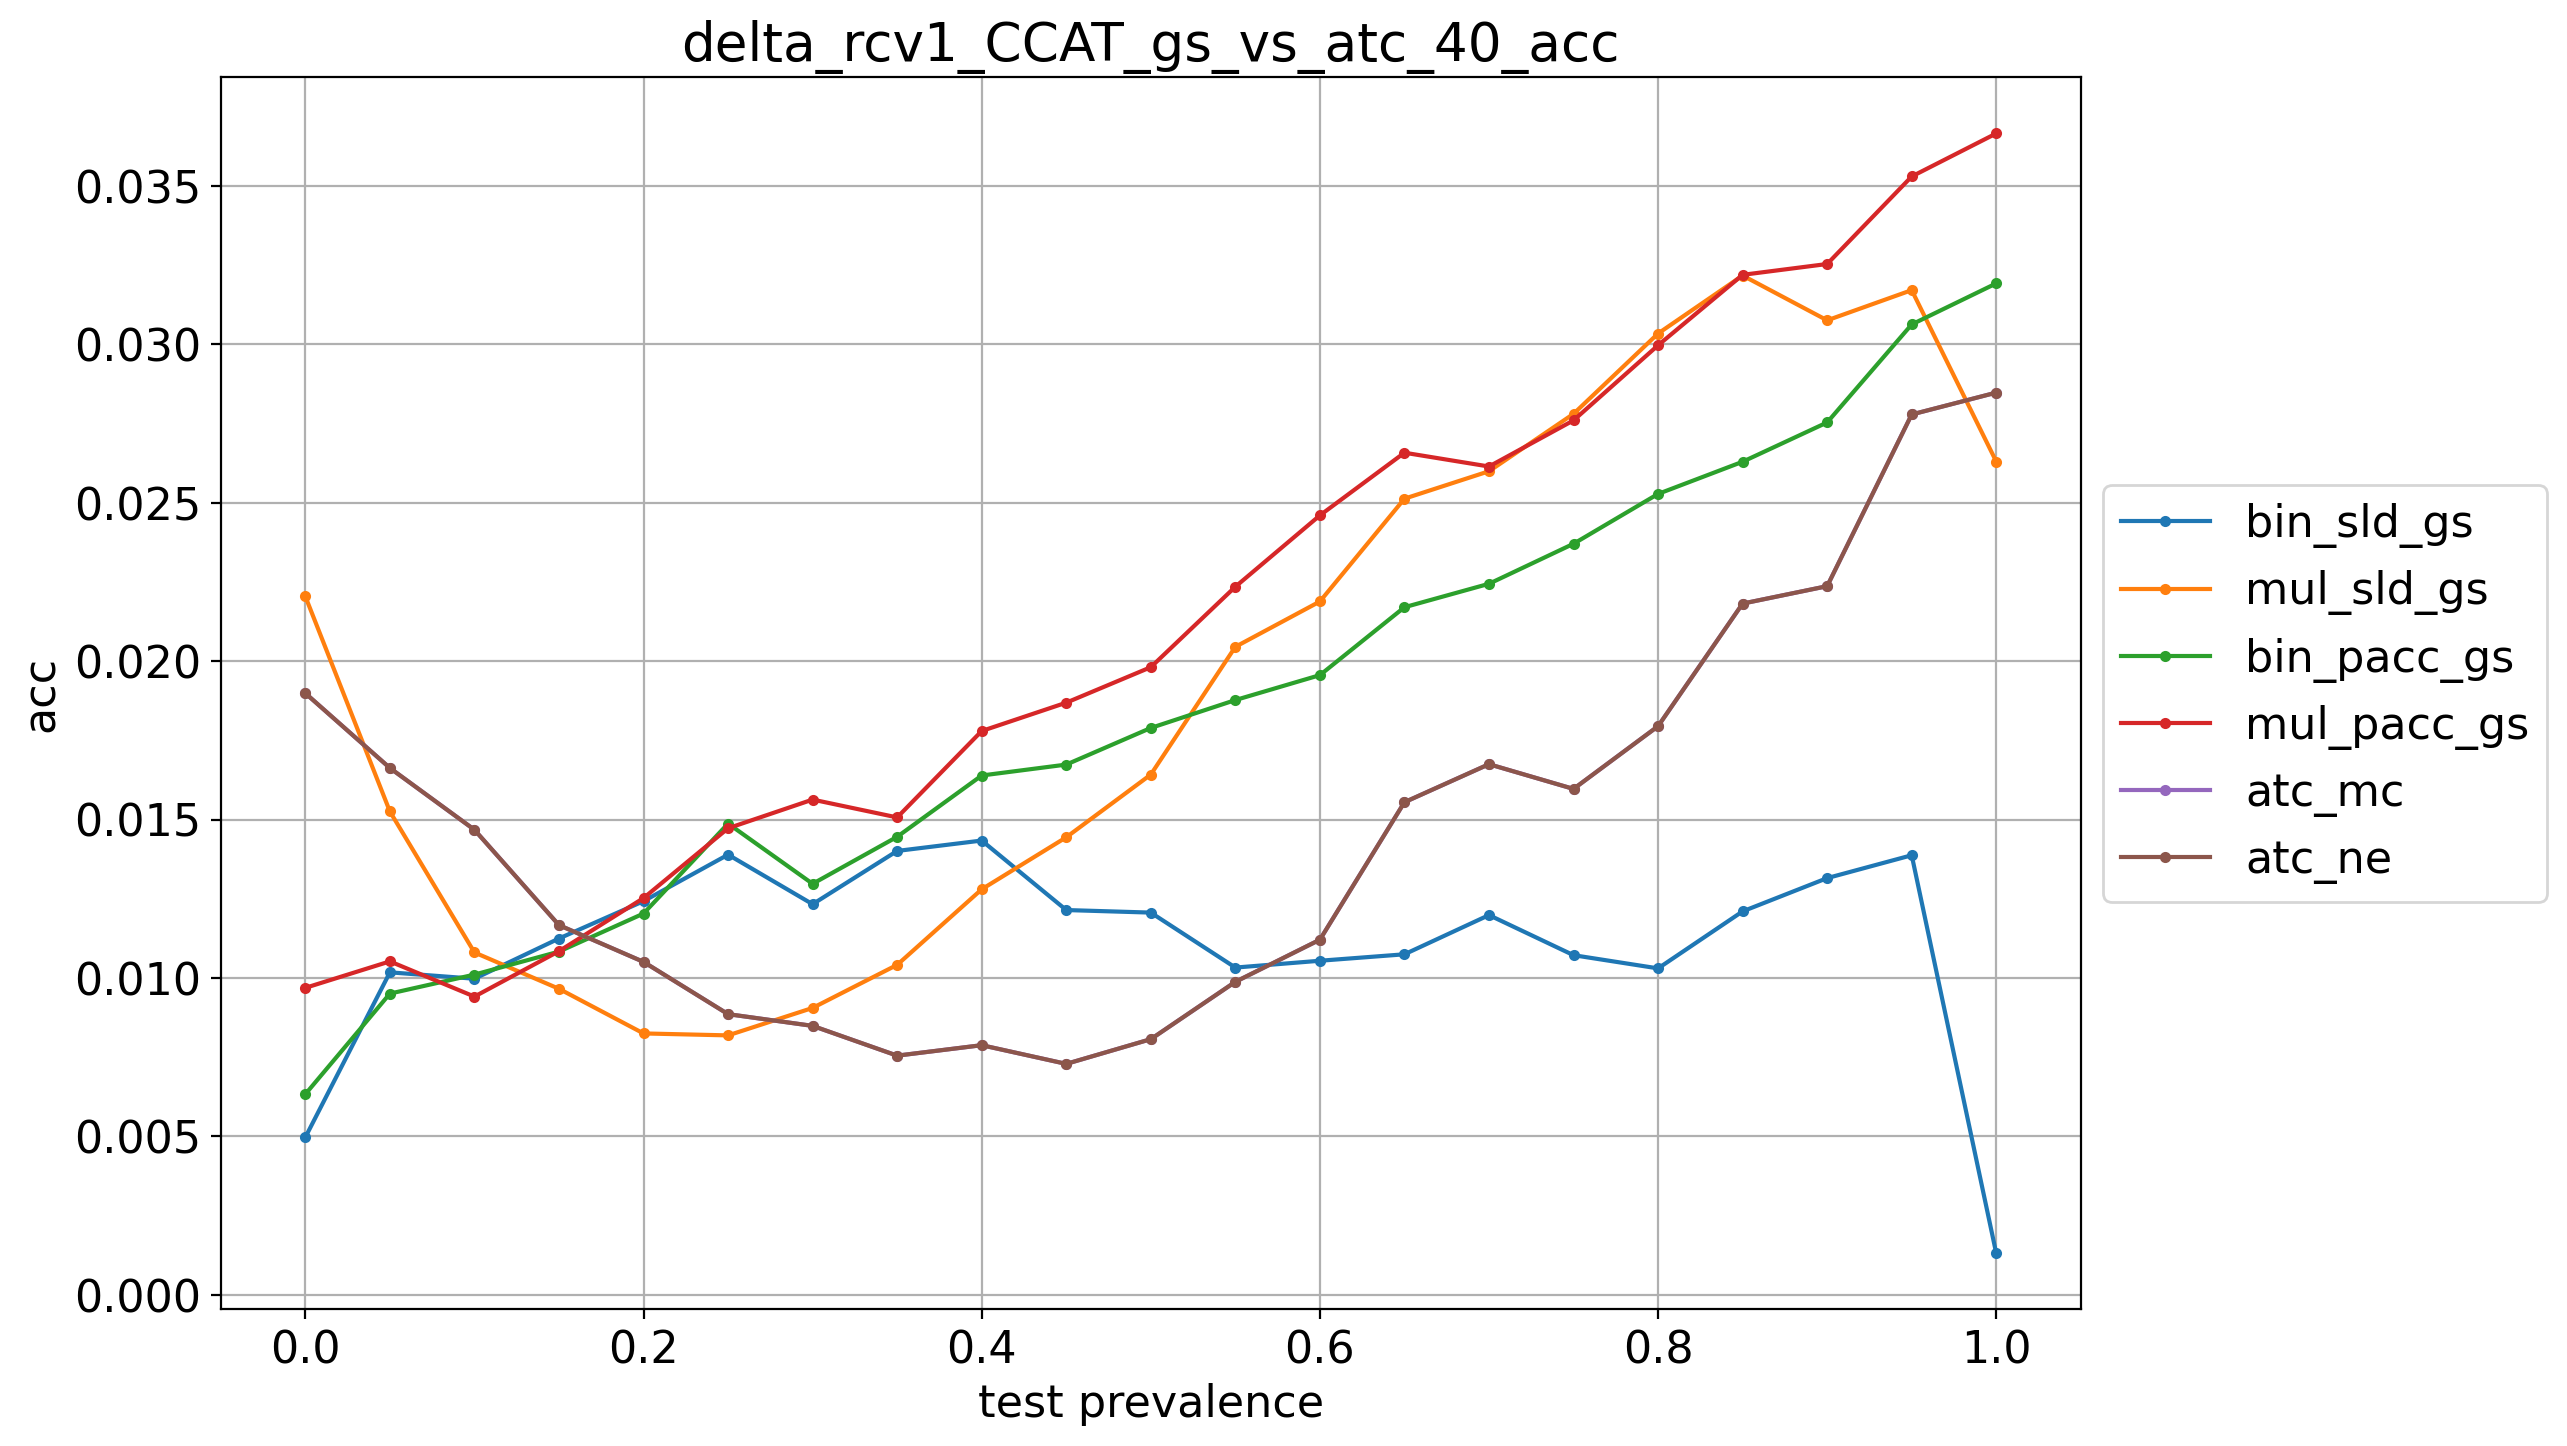 delta_rcv1_CCAT_gs_vs_atc_40_acc
acc
0.035
0.030
0.025
0.020
0.015
0.010
0.005
0.000
0.0 0.2 0.4 0.6 0.8 1.0
test prevalence
bin_sld_gs
mul_sld_gs
bin_pacc_gs
mul_pacc_gs
atc_mc
atc_ne